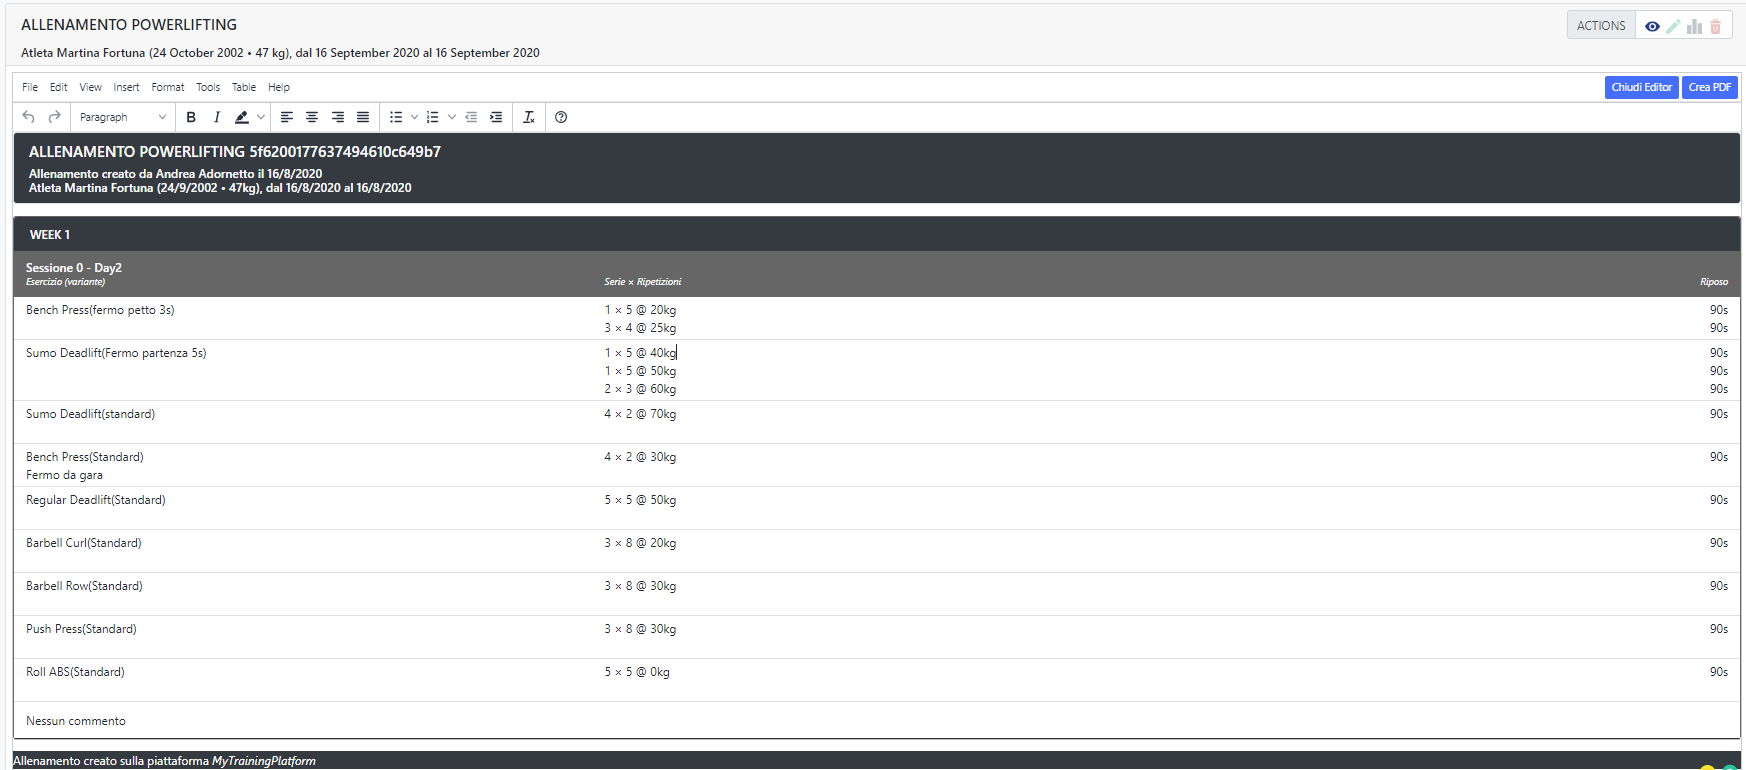 ALLENAMENTO POWERLIFTING
ACTIONS
Atleta Martina Fortuna (24 October 2002 • 47 kg), dal 16 September 2020 al 16 September 2020
File Edit View Insert Format Tools Table Help
Chiudi Editor Crea PDF
Paragraph B I
ALLENAMENTO POWERLIFTING 5f6200177637494610c649b7
Allenamento creato da Andrea Adornetto il 16/8/2020
Atleta Martina Fortuna (24/9/2002 • 47kg), dal 16/8/2020 al 16/8/2020
WEEK 1
Sessione 0 - Day2
Esercizio (variante) Serie × Ripetizioni Riposo
Bench Press(fermo petto 3s) 1 × 5 @ 20kg 90s
3 × 4 @ 25kg 90s
Sumo Deadlift(Fermo partenza 5s) 1 × 5 @ 40kg 90s
1 × 5 @ 50kg 90s
2 × 3 @ 60kg 90s
Sumo Deadlift(standard) 4 × 2 @ 70kg 90s
Bench Press(Standard) 4 × 2 @ 30kg 90s
Fermo da gara
Regular Deadlift(Standard) 5 × 5 @ 50kg 90s
Barbell Curl(Standard) 3 × 8 @ 20kg 90s
Barbell Row(Standard) 3 × 8 @ 30kg 90s
Push Press(Standard) 3 × 8 @ 30kg 90s
Roll ABS(Standard) 5 × 5 @ 0kg 90s
Nessun commento
Allenamento creato sulla piattaforma MyTrainingPlatform